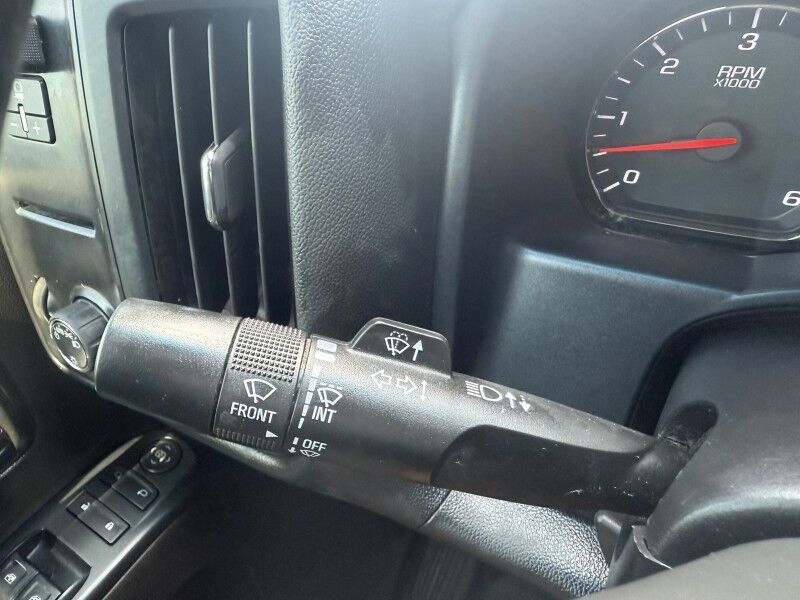 3
2
RPM
x1000
1
0
6
FRONT
INT
OFF
- +